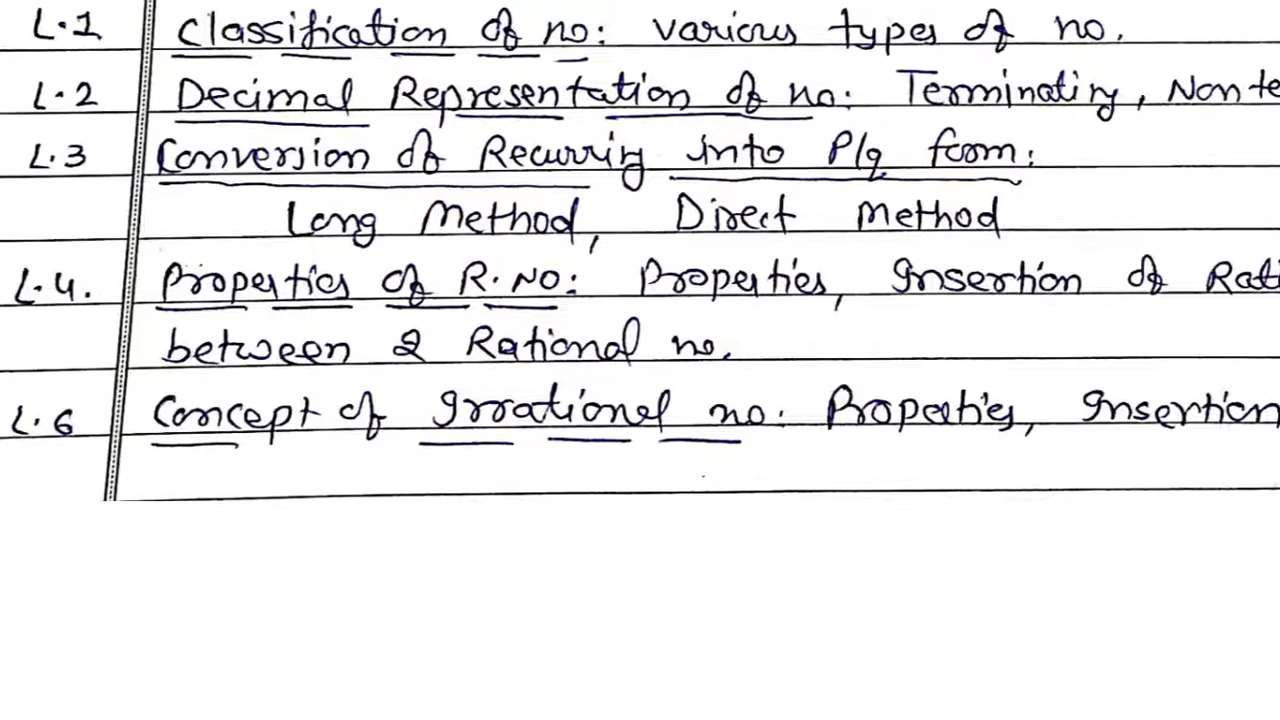 L.1 Classification of no: various types of no.
L.2 Decimal Representation of no: Terminating, Nonte
L.3 Conversion of Recurring into P/q form:
Long Method, Direct Method
L.4. Properties of R.NO: Properties, Insertion of Rati
between 2 Rational no.
L.6 Concept of Irrational no: Properties, Insertion